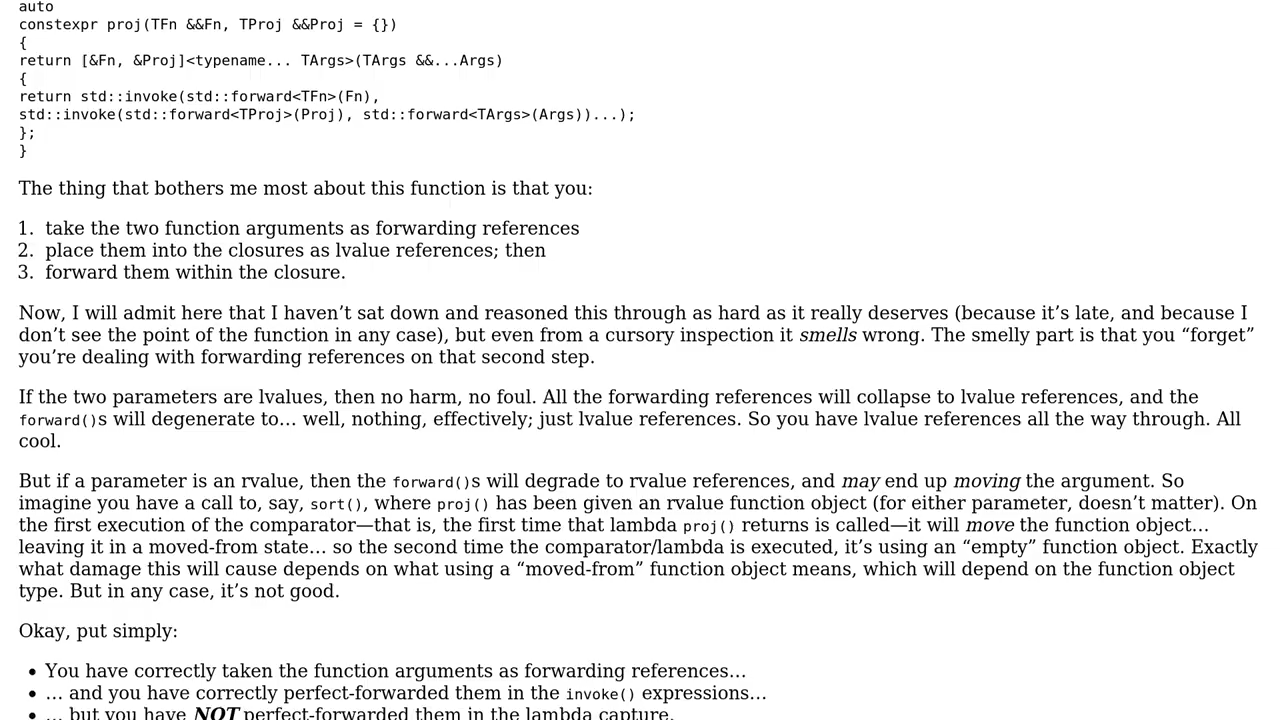 auto
constexpr proj(TFn &&Fn, TProj &&Proj = {})
{
return [&Fn, &Proj]<typename... TArgs>(TArgs &&...Args)
{
return std::invoke(std::forward<TFn>(Fn),
std::invoke(std::forward<TProj>(Proj), std::forward<TArgs>(Args))...);
};
}
The thing that bothers me most about this function is that you:
1. take the two function arguments as forwarding references
2. place them into the closures as lvalue references; then
3. forward them within the closure.
Now, I will admit here that I haven’t sat down and reasoned this through as hard as it really deserves (because it’s late, and because I
don’t see the point of the function in any case), but even from a cursory inspection it smells wrong. The smelly part is that you “forget”
you’re dealing with forwarding references on that second step.
If the two parameters are lvalues, then no harm, no foul. All the forwarding references will collapse to lvalue references, and the
forward()s will degenerate to… well, nothing, effectively; just lvalue references. So you have lvalue references all the way through. All
cool.
But if a parameter is an rvalue, then the forward()s will degrade to rvalue references, and may end up moving the argument. So
imagine you have a call to, say, sort(), where proj() has been given an rvalue function object (for either parameter, doesn’t matter). On
the first execution of the comparator—that is, the first time that lambda proj() returns is called—it will move the function object…
leaving it in a moved-from state… so the second time the comparator/lambda is executed, it’s using an “empty” function object. Exactly
what damage this will cause depends on what using a “moved-from” function object means, which will depend on the function object
type. But in any case, it’s not good.
Okay, put simply:
• You have correctly taken the function arguments as forwarding references…
• … and you have correctly perfect-forwarded them in the invoke() expressions…
• … but you have NOT perfect-forwarded them in the lambda capture.